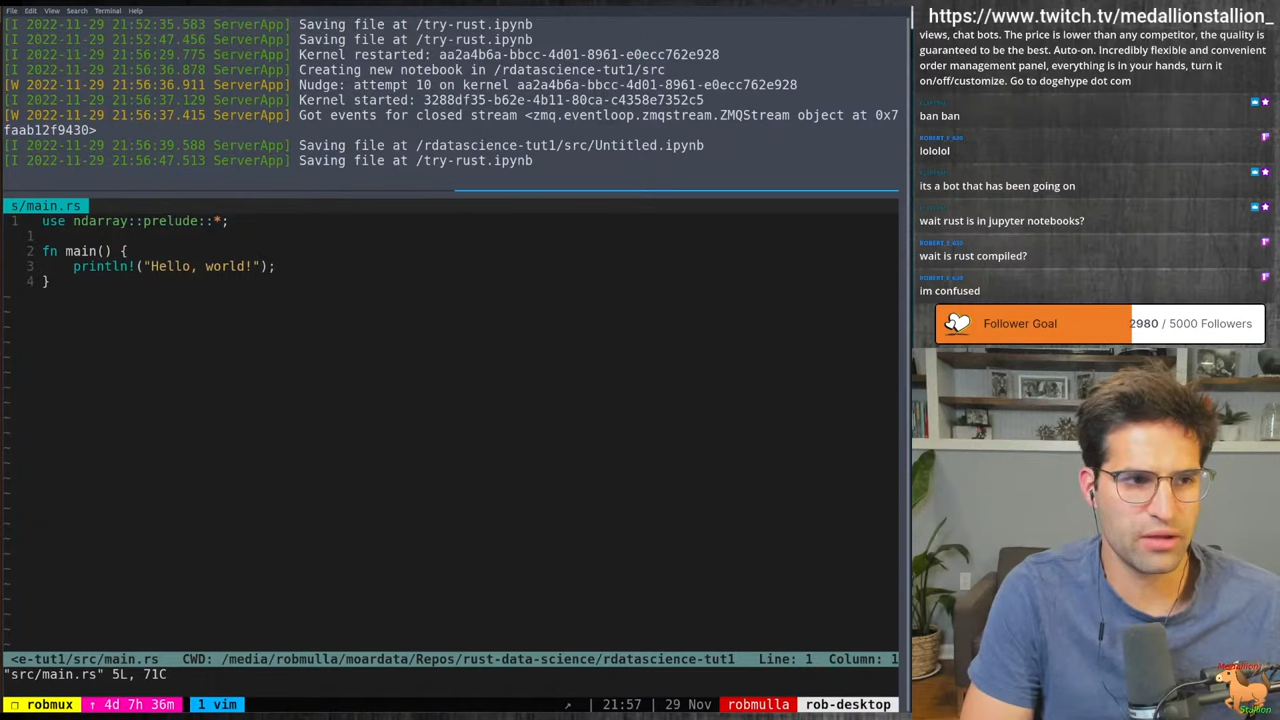 File Edit View Search Terminal Help
[I 2022-11-29 21:52:35.583 ServerApp] Saving file at /try-rust.ipynb
[I 2022-11-29 21:52:47.456 ServerApp] Saving file at /try-rust.ipynb
[I 2022-11-29 21:56:29.775 ServerApp] Kernel restarted: aa2a4b6a-bbcc-4d01-8961-e0ecc762e928
[I 2022-11-29 21:56:36.878 ServerApp] Creating new notebook in /rdatascience-tut1/src
[W 2022-11-29 21:56:36.911 ServerApp] Nudge: attempt 10 on kernel aa2a4b6a-bbcc-4d01-8961-e0ecc762e928
[I 2022-11-29 21:56:37.129 ServerApp] Kernel started: 3288df35-b62e-4b11-80ca-c4358e7352c5
[W 2022-11-29 21:56:37.415 ServerApp] Got events for closed stream <zmq.eventloop.zmqstream.ZMQStream object at 0x7
faab12f9430>
[I 2022-11-29 21:56:39.588 ServerApp] Saving file at /rdatascience-tut1/src/Untitled.ipynb
[I 2022-11-29 21:56:47.513 ServerApp] Saving file at /try-rust.ipynb
s/main.rs
1 use ndarray::prelude::*;
1
2 fn main() {
3 println!("Hello, world!");
4 }
<e-tut1/src/main.rs CWD: /media/robmulla/moardata/Repos/rust-data-science/rdatascience-tut1 Line: 1 Column: 1
"src/main.rs" 5L, 71C
robmux ↑ 4d 7h 36m 1 vim ↗ | 21:57 | 29 Nov robmulla rob-desktop
https://www.twitch.tv/medallionstallion_
views, chat bots. The price is lower than any competitor, the quality is
guaranteed to be the best. Auto-on. Incredibly flexible and convenient
order management panel, everything is in your hands, turn it
on/off/customize. Go to dogehype dot com
ban ban
lololol
its a bot that has been going on
wait rust is in jupyter notebooks?
wait is rust compiled?
im confused
Follower Goal 2980 / 5000 Followers
Medallion
Stallion